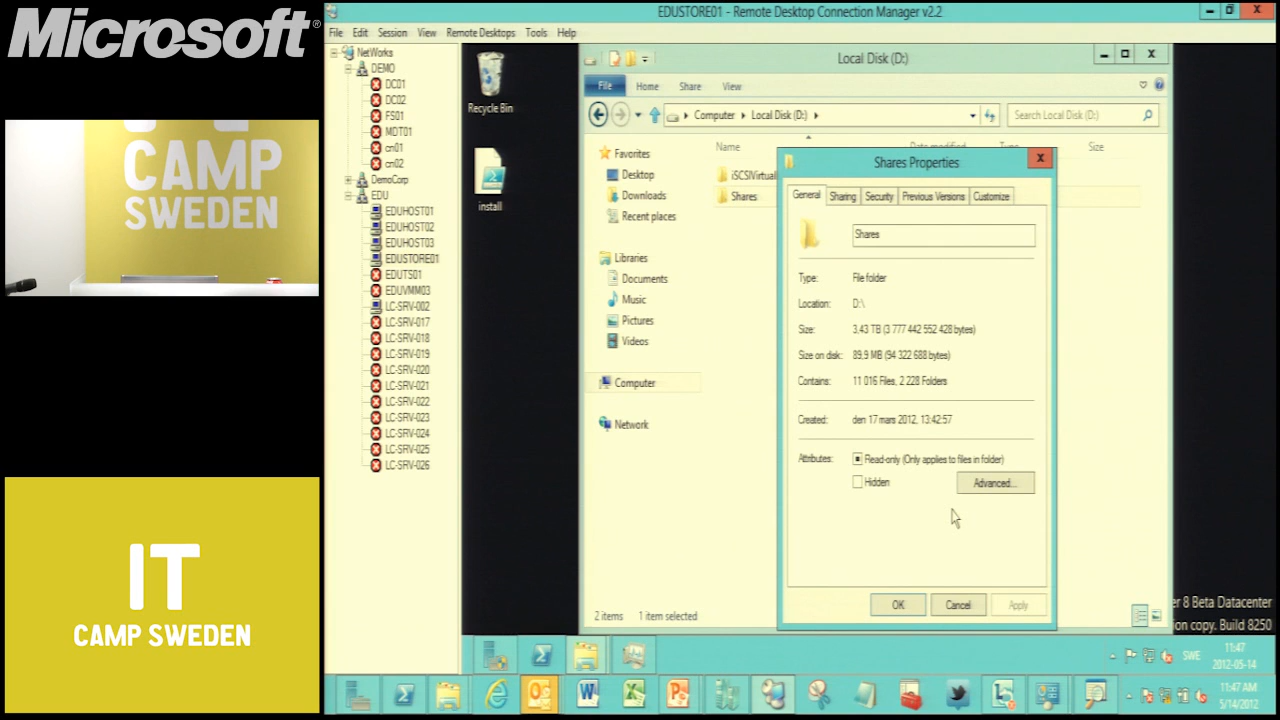 Microsoft®
CAMP
SWEDEN
IT
CAMP SWEDEN
EDUSTORE01 - Remote Desktop Connection Manager v2.2
File Edit Session View Remote Desktops Tools Help
NetWorks
DEMO
DC01
DC02
FS01
MDT01
cn01
cn02
DemoCorp
EDU
EDUHOST01
EDUHOST02
EDUHOST03
EDUSTORE01
EDUTS01
EDUVMM03
LC-SRV-002
LC-SRV-017
LC-SRV-018
LC-SRV-019
LC-SRV-020
LC-SRV-021
LC-SRV-022
LC-SRV-023
LC-SRV-024
LC-SRV-025
LC-SRV-026
Recycle Bin
install
Local Disk (D:)
File Home Share View
Computer Local Disk (D:)
Search Local Disk (D:)
Favorites
Desktop
Downloads
Recent places
Libraries
Documents
Music
Pictures
Videos
Computer
Network
Name Date modified Type Size
iSCSIVirtual
Shares
2 items 1 item selected
Shares Properties
General Sharing Security Previous Versions Customize
Shares
Type: File folder
Location: D:\
Size: 3,43 TB (3 777 442 552 428 bytes)
Size on disk: 89,9 MB (94 322 688 bytes)
Contains: 11 016 Files, 2 228 Folders
Created: den 17 mars 2012, 13:42:57
Attributes: Read-only (Only applies to files in folder)
Hidden Advanced...
OK Cancel Apply
er 8 Beta Datacenter
ion copy. Build 8250
SWE
11:47
2012-05-14
11:47 AM
5/14/2012